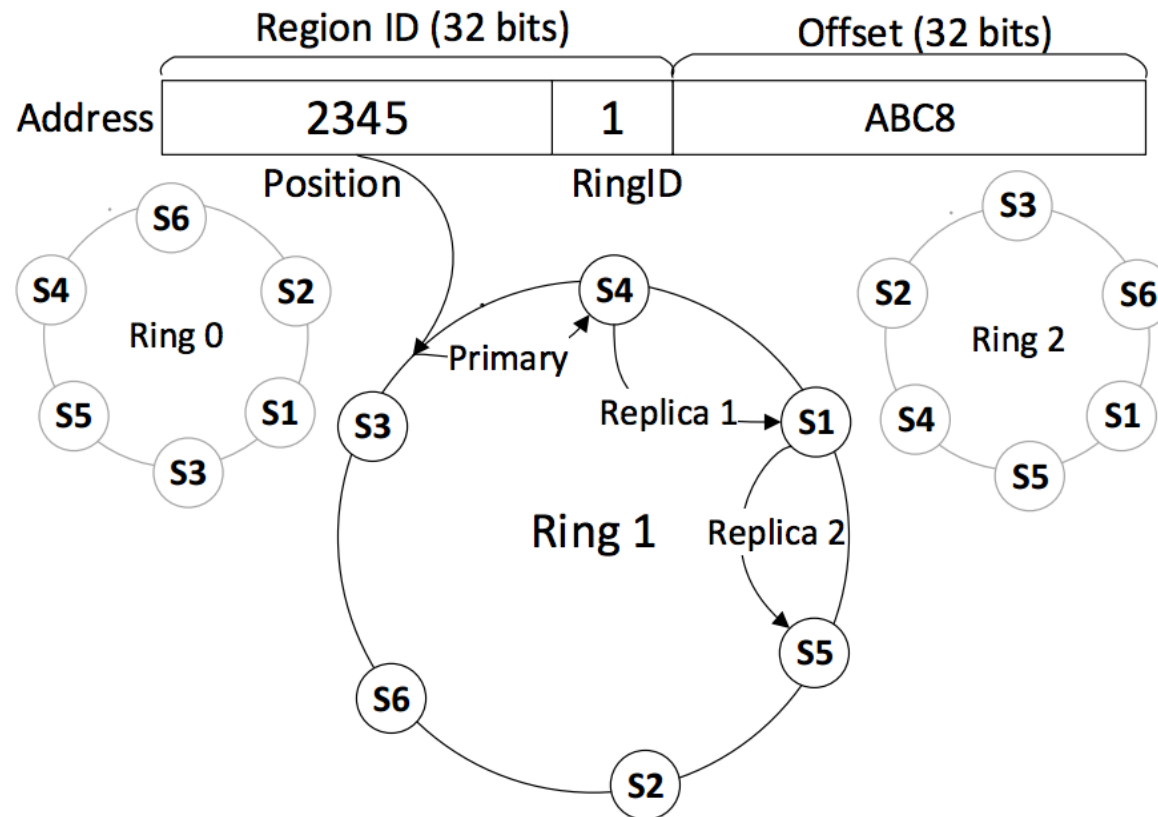 Region ID (32 bits)
Offset (32 bits)
Address
2345
1
ABC8
Position
RingID
S6
S4
S2
Ring 0
S5
S1
S3
S4
Primary
S3
Replica 1
S1
Ring 1
Replica 2
S5
S6
S2
S3
S2
S6
Ring 2
S4
S1
S5